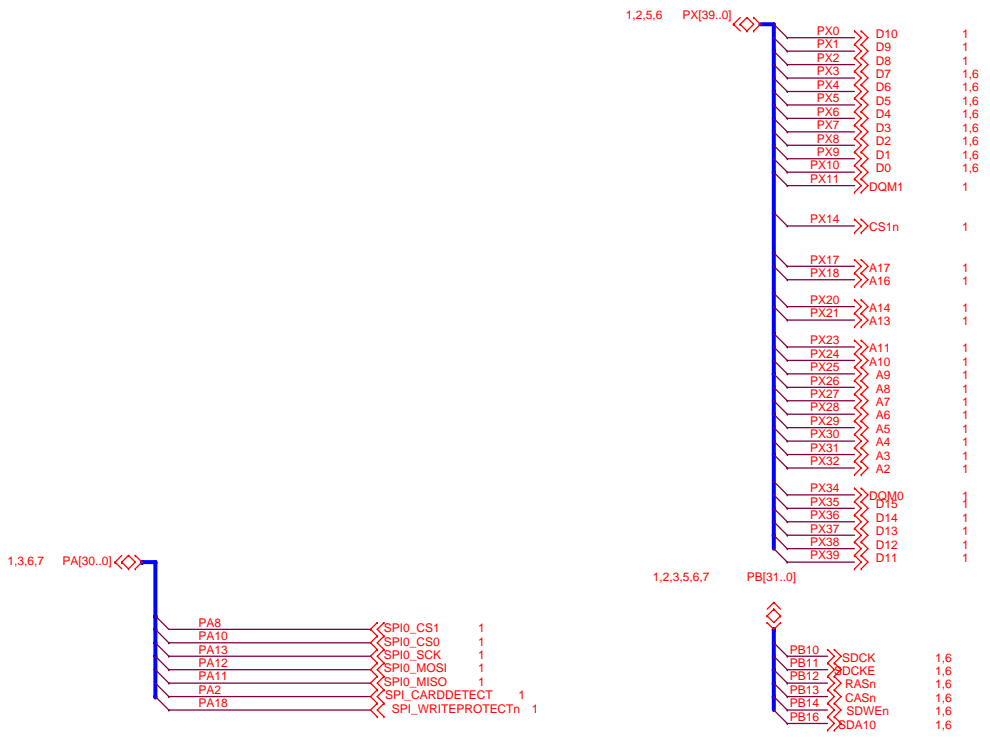 1,2,5,6 PX[39..0]
PX0 D10 1
PX1 D9 1
PX2 D8 1
PX3 D7 1,6
PX4 D6 1,6
PX5 D5 1,6
PX6 D4 1,6
PX7 D3 1,6
PX8 D2 1,6
PX9 D1 1,6
PX10 D0 1,6
PX11 DQM1 1
PX14 CS1n 1
PX17 A17 1
PX18 A16 1
PX20 A14 1
PX21 A13 1
PX23 A11 1
PX24 A10 1
PX25 A9 1
PX26 A8 1
PX27 A7 1
PX28 A6 1
PX29 A5 1
PX30 A4 1
PX31 A3 1
PX32 A2 1
PX34 DQM0 1
PX35 D15 1
PX36 D14 1
PX37 D13 1
PX38 D12 1
PX39 D11 1
1,3,6,7 PA[30..0]
PA8 SPI0_CS1 1
PA10 SPI0_CS0 1
PA13 SPI0_SCK 1
PA12 SPI0_MOSI 1
PA11 SPI0_MISO 1
PA2 SPI_CARDDETECT 1
PA18 SPI_WRITEPROTECTn 1
1,2,3,5,6,7 PB[31..0]
PB10 SDCK 1,6
PB11 SDCKE 1,6
PB12 RASn 1,6
PB13 CASn 1,6
PB14 SDWEn 1,6
PB16 SDA10 1,6